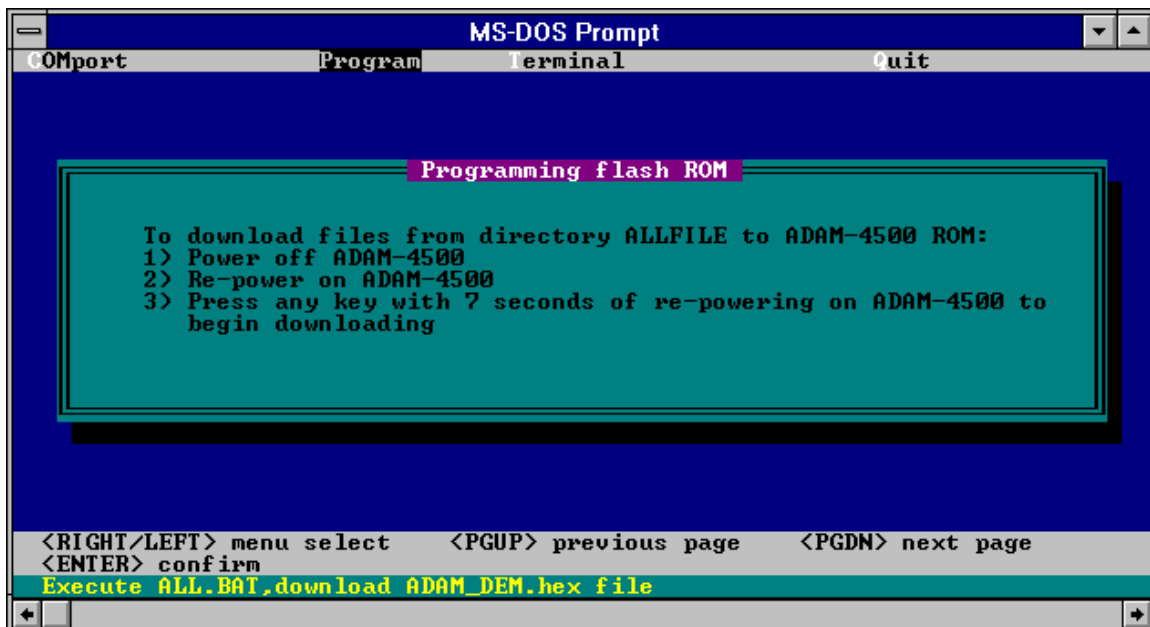 MS-DOS Prompt
COMport Program Terminal Quit
Programming flash ROM
To download files from directory ALLFILE to ADAM-4500 ROM:
1) Power off ADAM-4500
2) Re-power on ADAM-4500
3) Press any key with 7 seconds of re-powering on ADAM-4500 to
begin downloading
<RIGHT/LEFT> menu select <PGUP> previous page <PGDN> next page
<ENTER> confirm
Execute ALL.BAT,download ADAM_DEM.hex file